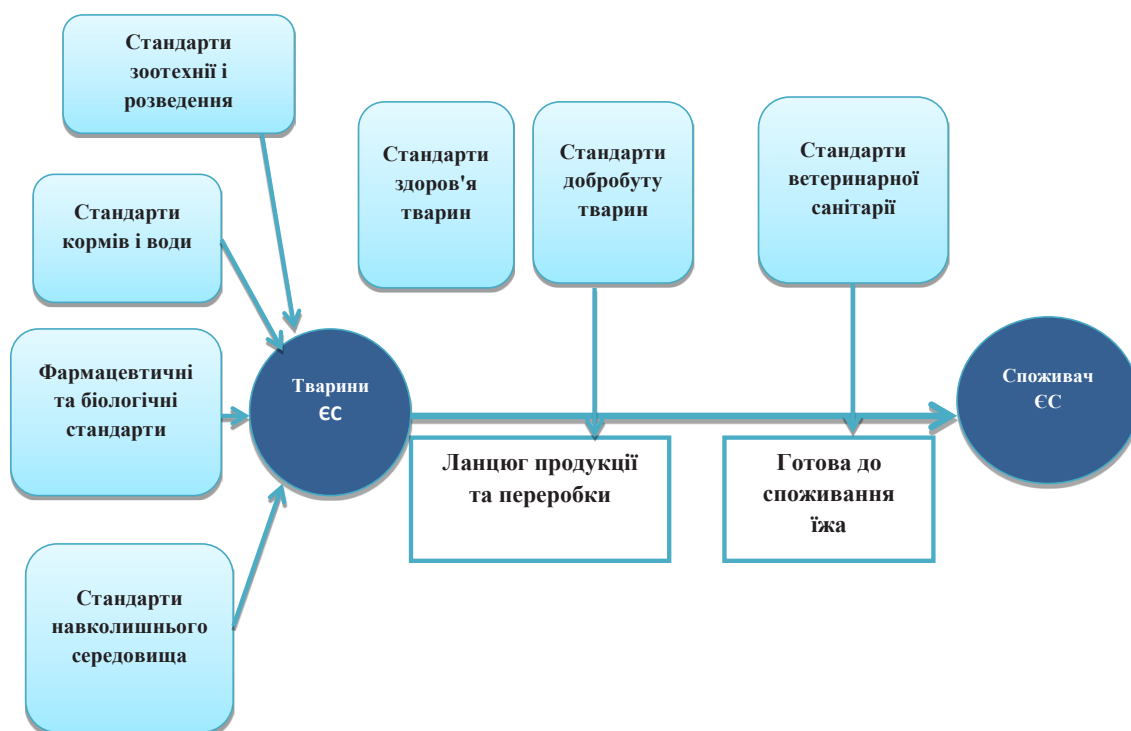 Стандарти
зоотехнії і
розведення
Стандарти
кормів і води
Фармацевтичні
та біологічні
стандарти
Стандарти
навколишнього
середовища
Тварини
ЄС
Стандарти
здоров'я
тварин
Стандарти
добробуту
тварин
Стандарти
ветеринарної
санітарії
Ланцюг продукції
та переробки
Готова до
споживання
їжа
Споживач
ЄС